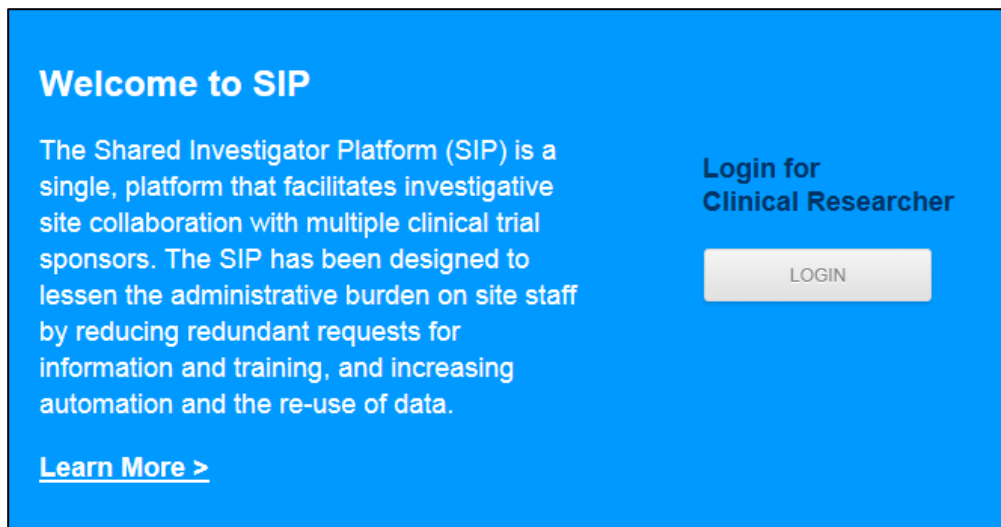 Welcome to SIP
The Shared Investigator Platform (SIP) is a
single, platform that facilitates investigative
site collaboration with multiple clinical trial
sponsors. The SIP has been designed to
lessen the administrative burden on site staff
by reducing redundant requests for
information and training, and increasing
automation and the re-use of data.
Learn More >
Login for
Clinical Researcher
LOGIN